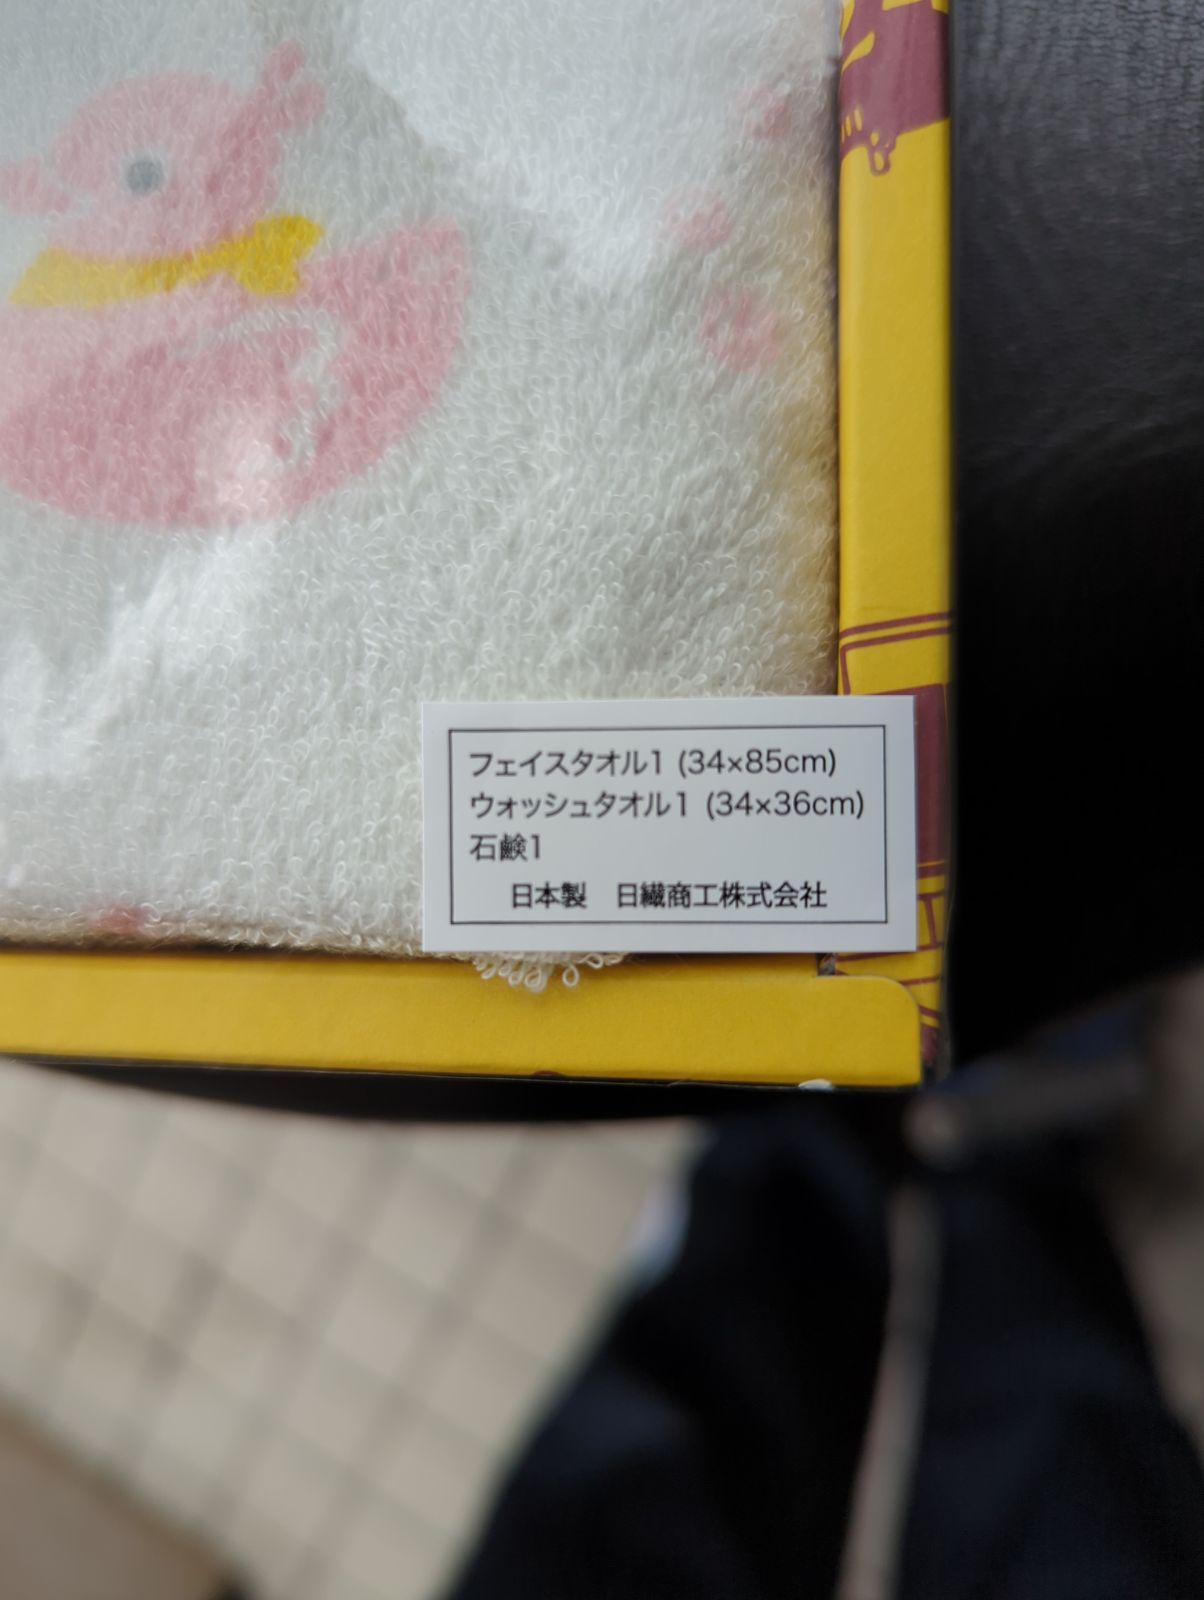 フェイスタオル1 (34×85cm)
ウォッシュタオル1 (34×36cm)
石鹸1
日本製　日繊商工株式会社